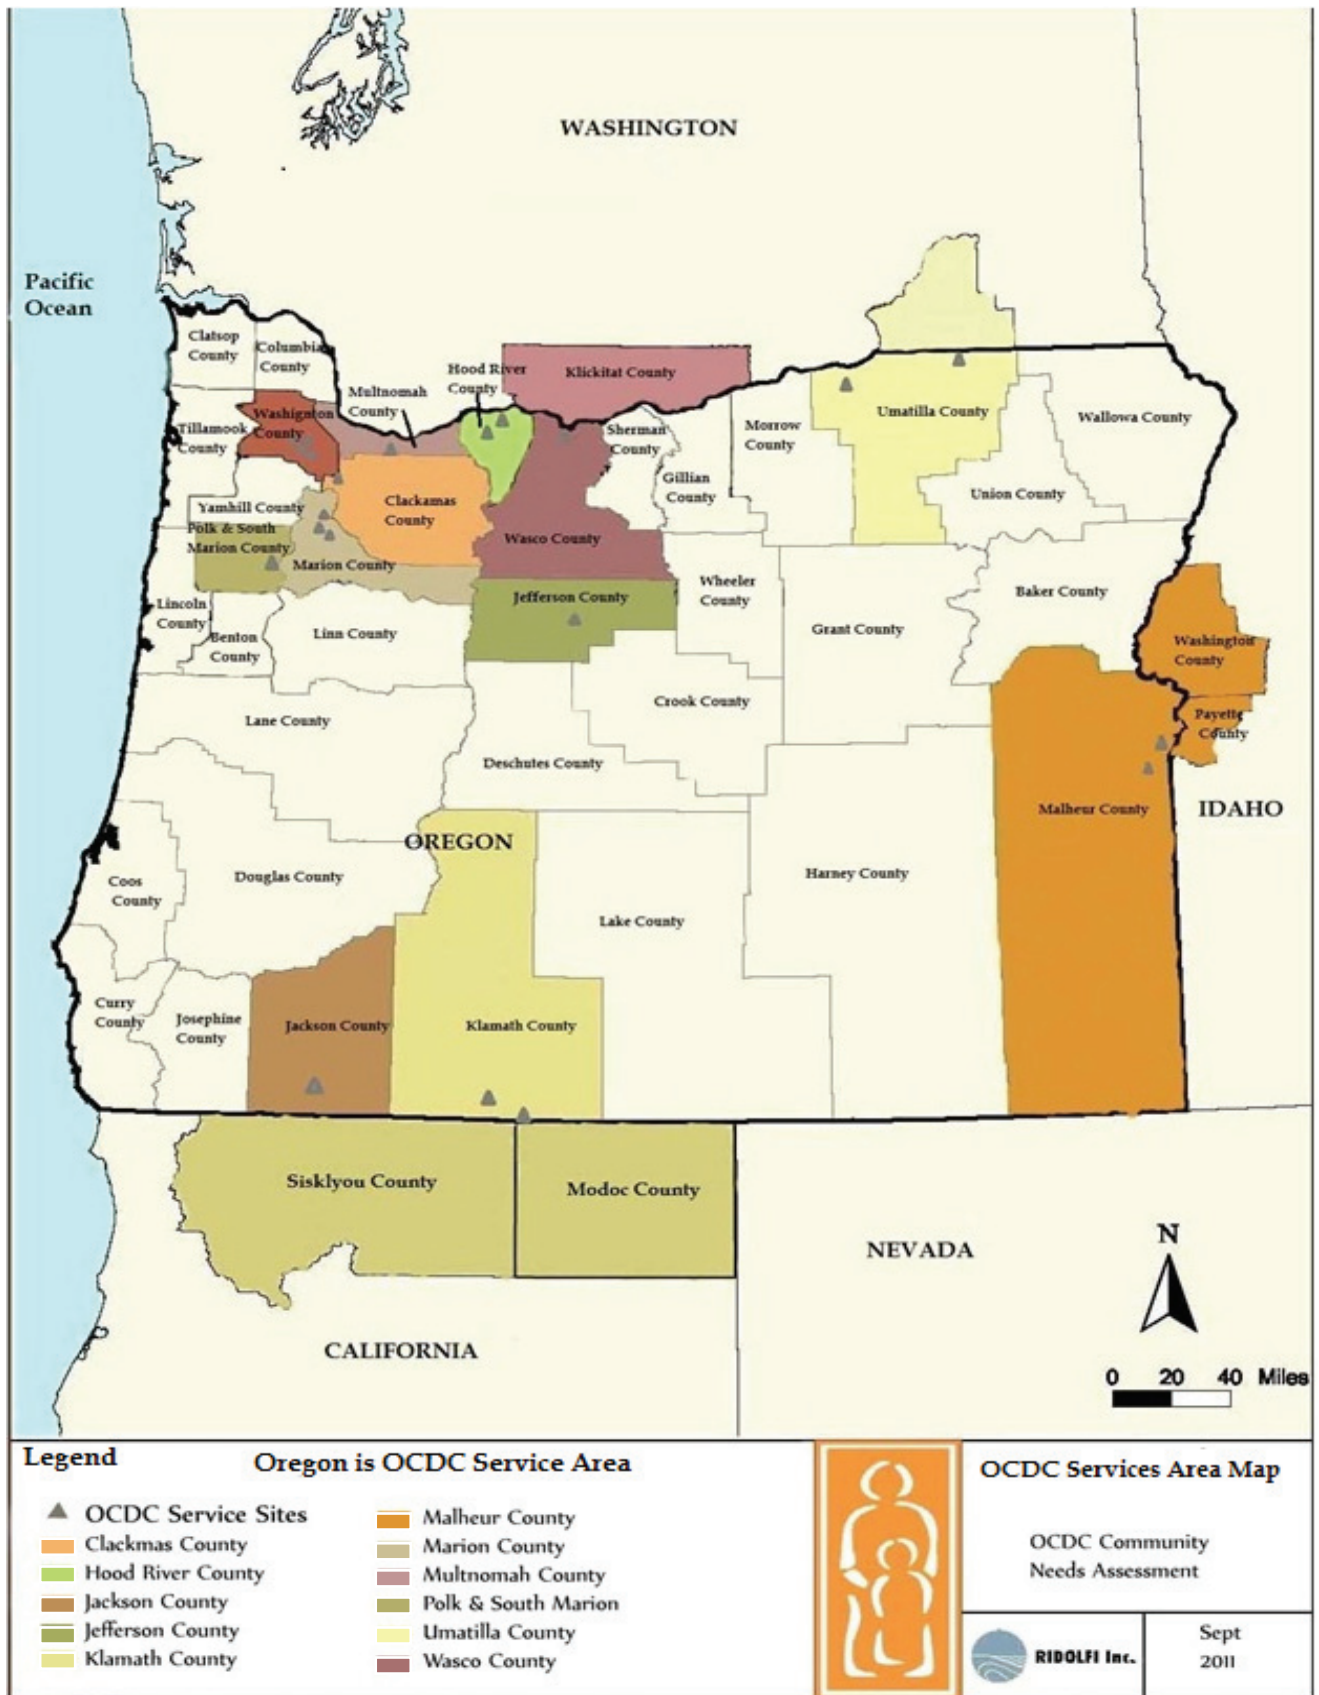 WASHINGTON
Pacific
Ocean
Clatsop
County
Columbia
County
Hood River
County
Klickitat County
Multnomah
County
Washignton
County
Tillamook
County
Umatilla County
Wallowa County
Sherman
County
Morrow
County
Gillian
County
Union County
Clackamas
County
Yamhill County
Polk & South
Marion County
Marion County
Wasco County
Jefferson County
Wheeler
County
Baker County
Lincoln
County
Benton
County
Linn County
Grant County
Washington
County
Crook County
Payette
County
Lane County
Deschutes County
Malheur County
IDAHO
OREGON
Coos
County
Douglas County
Harney County
Lake County
Curry
County
Josephine
County
Jackson County
Klamath County
Sisklyou County
Modoc County
NEVADA
N
CALIFORNIA
0 20 40 Miles
Legend
Oregon is OCDC Service Area
OCDC Service Sites
Clackmas County
Hood River County
Jackson County
Jefferson County
Klamath County
Malheur County
Marion County
Multnomah County
Polk & South Marion
Umatilla County
Wasco County
OCDC Services Area Map
OCDC Community
Needs Assessment
RIDOLFI Inc.
Sept
2011